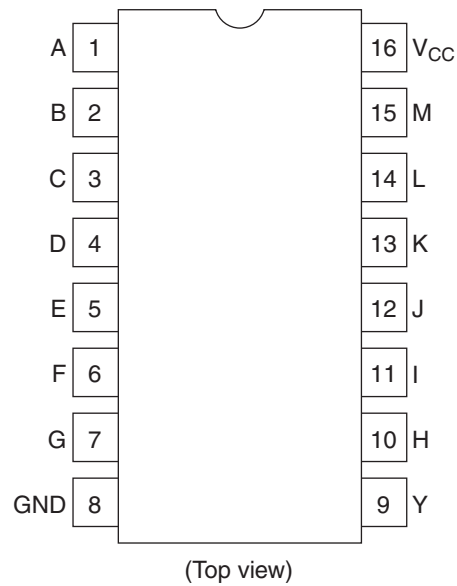 A 1 16 V_CC
B 2 15 M
C 3 14 L
D 4 13 K
E 5 12 J
F 6 11 I
G 7 10 H
GND 8 9 Y
(Top view)